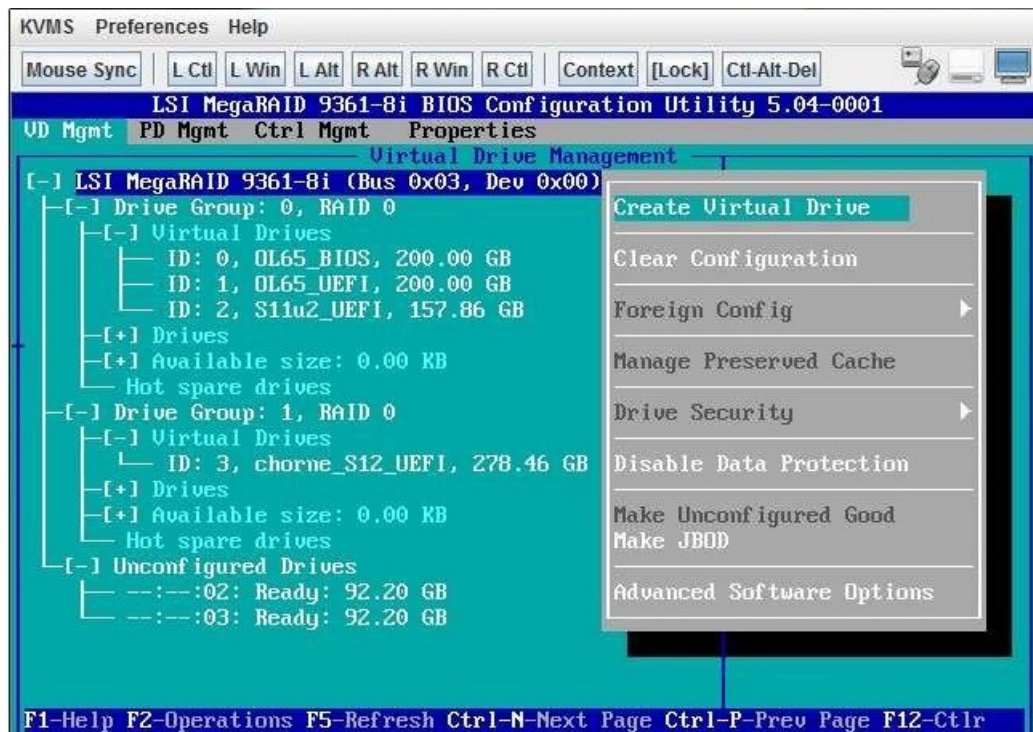 KVMS Preferences Help
Mouse Sync L Ctl L Win L Alt R Alt R Win R Ctl Context [Lock] Ctl-Alt-Del
LSI MegaRAID 9361-8i BIOS Configuration Utility 5.04-0001
VD Mgmt PD Mgmt Ctrl Mgmt Properties
Virtual Drive Management
[-] LSI MegaRAID 9361-8i (Bus 0x03, Dev 0x00)
[-] Drive Group: 0, RAID 0
[-] Virtual Drives
ID: 0, OL65_BIOS, 200.00 GB
ID: 1, OL65_UEFI, 200.00 GB
ID: 2, S11u2_UEFI, 157.86 GB
[+] Drives
[+] Available size: 0.00 KB
Hot spare drives
[-] Drive Group: 1, RAID 0
[-] Virtual Drives
ID: 3, chorne_S12_UEFI, 278.46 GB
[+] Drives
[+] Available size: 0.00 KB
Hot spare drives
[-] Unconfigured Drives
--:--:02: Ready: 92.20 GB
--:--:03: Ready: 92.20 GB
Create Virtual Drive
Clear Configuration
Foreign Config
Manage Preserved Cache
Drive Security
Disable Data Protection
Make Unconfigured Good
Make JBOD
Advanced Software Options
F1-Help F2-Operations F5-Refresh Ctrl-N-Next Page Ctrl-P-Prev Page F12-Ctlr